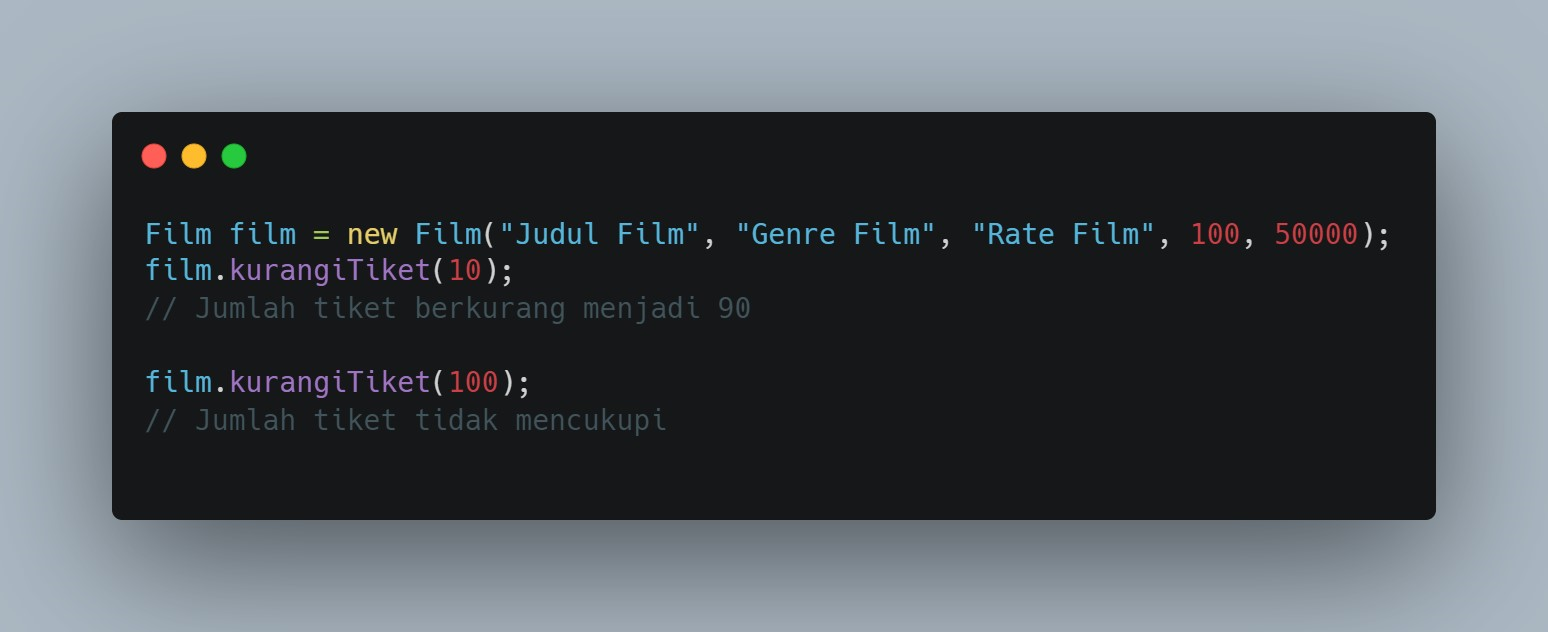 Film film = new Film("Judul Film", "Genre Film", "Rate Film", 100, 50000);
film.kurangiTiket(10);
// Jumlah tiket berkurang menjadi 90
film.kurangiTiket(100);
// Jumlah tiket tidak mencukupi